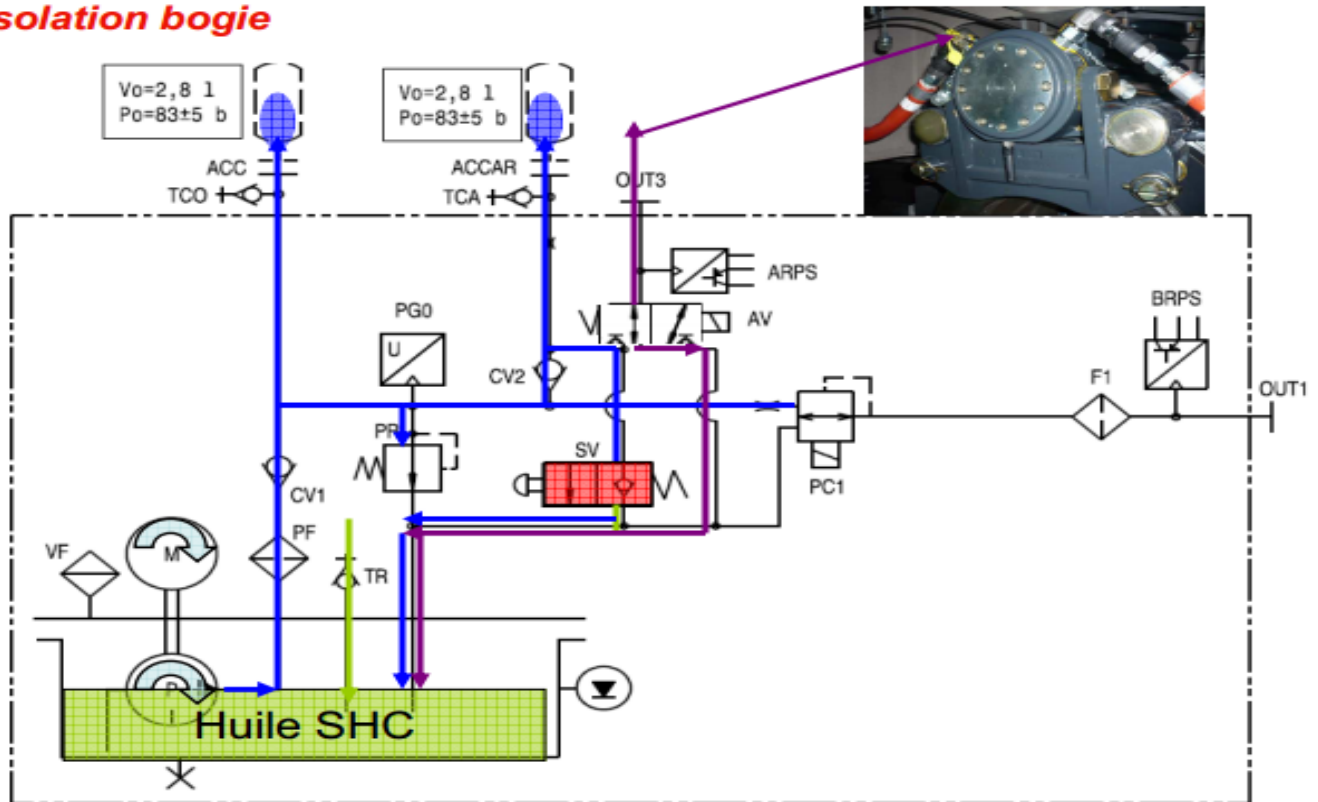 solation bogie
Vo=2,8 l
Po=83±5 b
Vo=2,8 l
Po=83±5 b
ACC
ACCAR
OUT3
TCO
TCA
ARPS
PG0
AV
BRPS
U
CV2
F1
OUT1
PR
SV
PC1
CV1
PF
VF
M
TR
P
Huile SHC